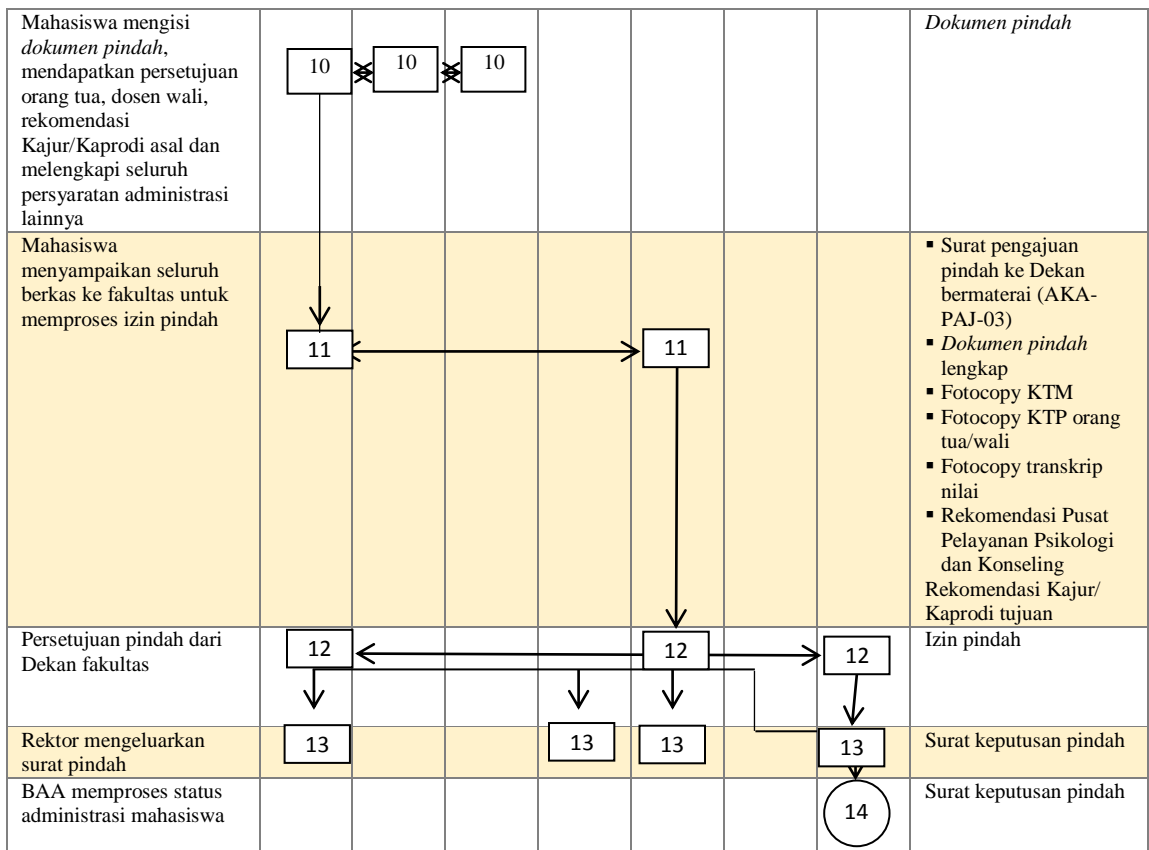 Mahasiswa mengisi
dokumen pindah,
mendapatkan persetujuan
orang tua, dosen wali,
rekomendasi
Kajur/Kaprodi asal dan
melengkapi seluruh
persyaratan administrasi
lainnya
10
10
10
Dokumen pindah
Mahasiswa
menyampaikan seluruh
berkas ke fakultas untuk
memproses izin pindah
11
11
▪ Surat pengajuan
pindah ke Dekan
bermaterai (AKA-
PAJ-03)
▪ Dokumen pindah
lengkap
▪ Fotocopy KTM
▪ Fotocopy KTP orang
tua/wali
▪ Fotocopy transkrip
nilai
▪ Rekomendasi Pusat
Pelayanan Psikologi
dan Konseling
Rekomendasi Kajur/
Kaprodi tujuan
Persetujuan pindah dari
Dekan fakultas
12
12
12
Izin pindah
Rektor mengeluarkan
surat pindah
13
13
13
13
Surat keputusan pindah
BAA memproses status
administrasi mahasiswa
14
Surat keputusan pindah